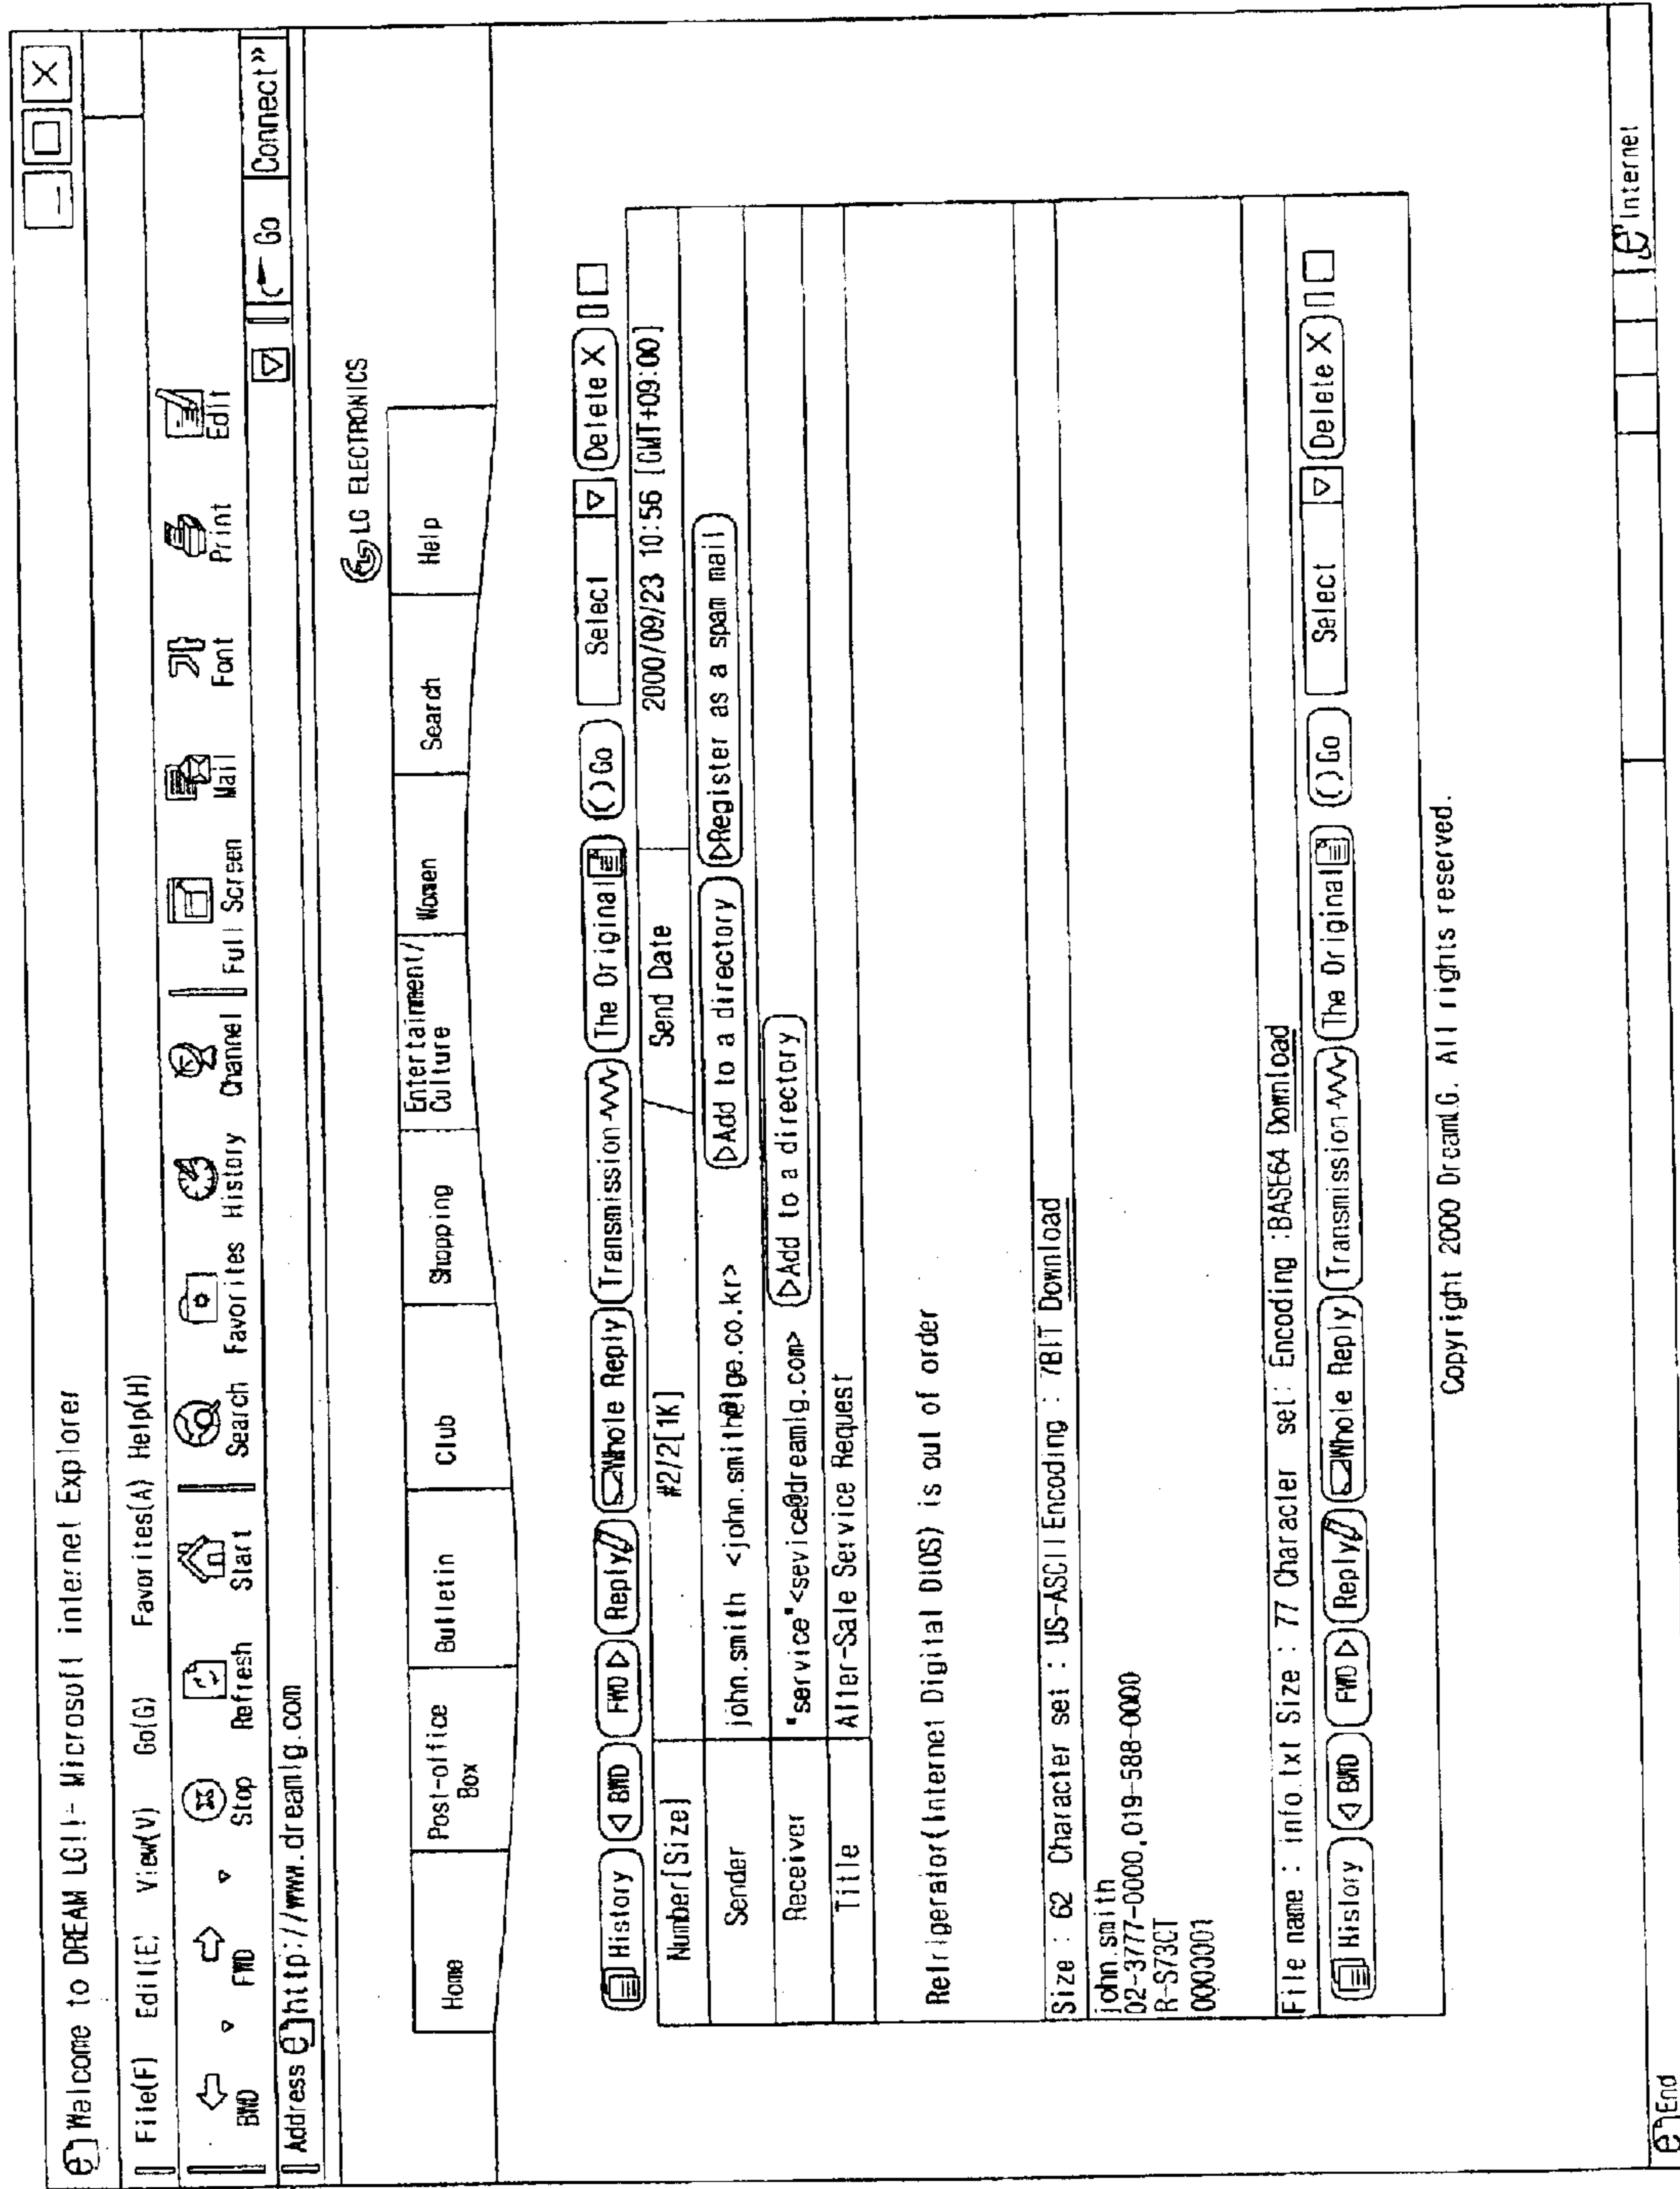 Welcome to DREAM LG!!- Microsoft internet Explorer
File(F) Edit(E) View(V) Go(G) Favorites(A) Help(H)
BWD FWD Stop Refresh Start Search Favorites History Channel Full Screen Mail Font Print Edit
Address http://www.dreamlg.com Go Connect»
LG ELECTRONICS
Home Post-office Box Bulletin Club Shopping Entertainment/ Culture Women Search Help
History ◁ BWD FWD ▷ Reply Whole Reply Transmission The Original Go Select ▽ Delete X
Number[Size] #2/2[1K] Send Date 2000/09/23 10:56 [GMT+09:00]
Sender john.smith <john.smith@lge.co.kr> ▷Add to a directory ▷Register as a spam mail
Receiver "service"<sevice@dreamlg.com> ▷Add to a directory
Title After-Sale Service Request
Refrigerator(Internet Digital DIOS) is out of order
Size : 62 Character set : US-ASCII Encoding : 7BIT Download
john.smith
02-3777-0000,019-588-0000
R-S73CT
0000001
File name : info.txt Size : 77 Character set: Encoding :BASE64 Download
History ◁ BWD FWD ▷ Reply Whole Reply Transmission The Original Go Select ▽ Delete X
Copyright 2000 DreamLG. All rights reserved.
End Internet